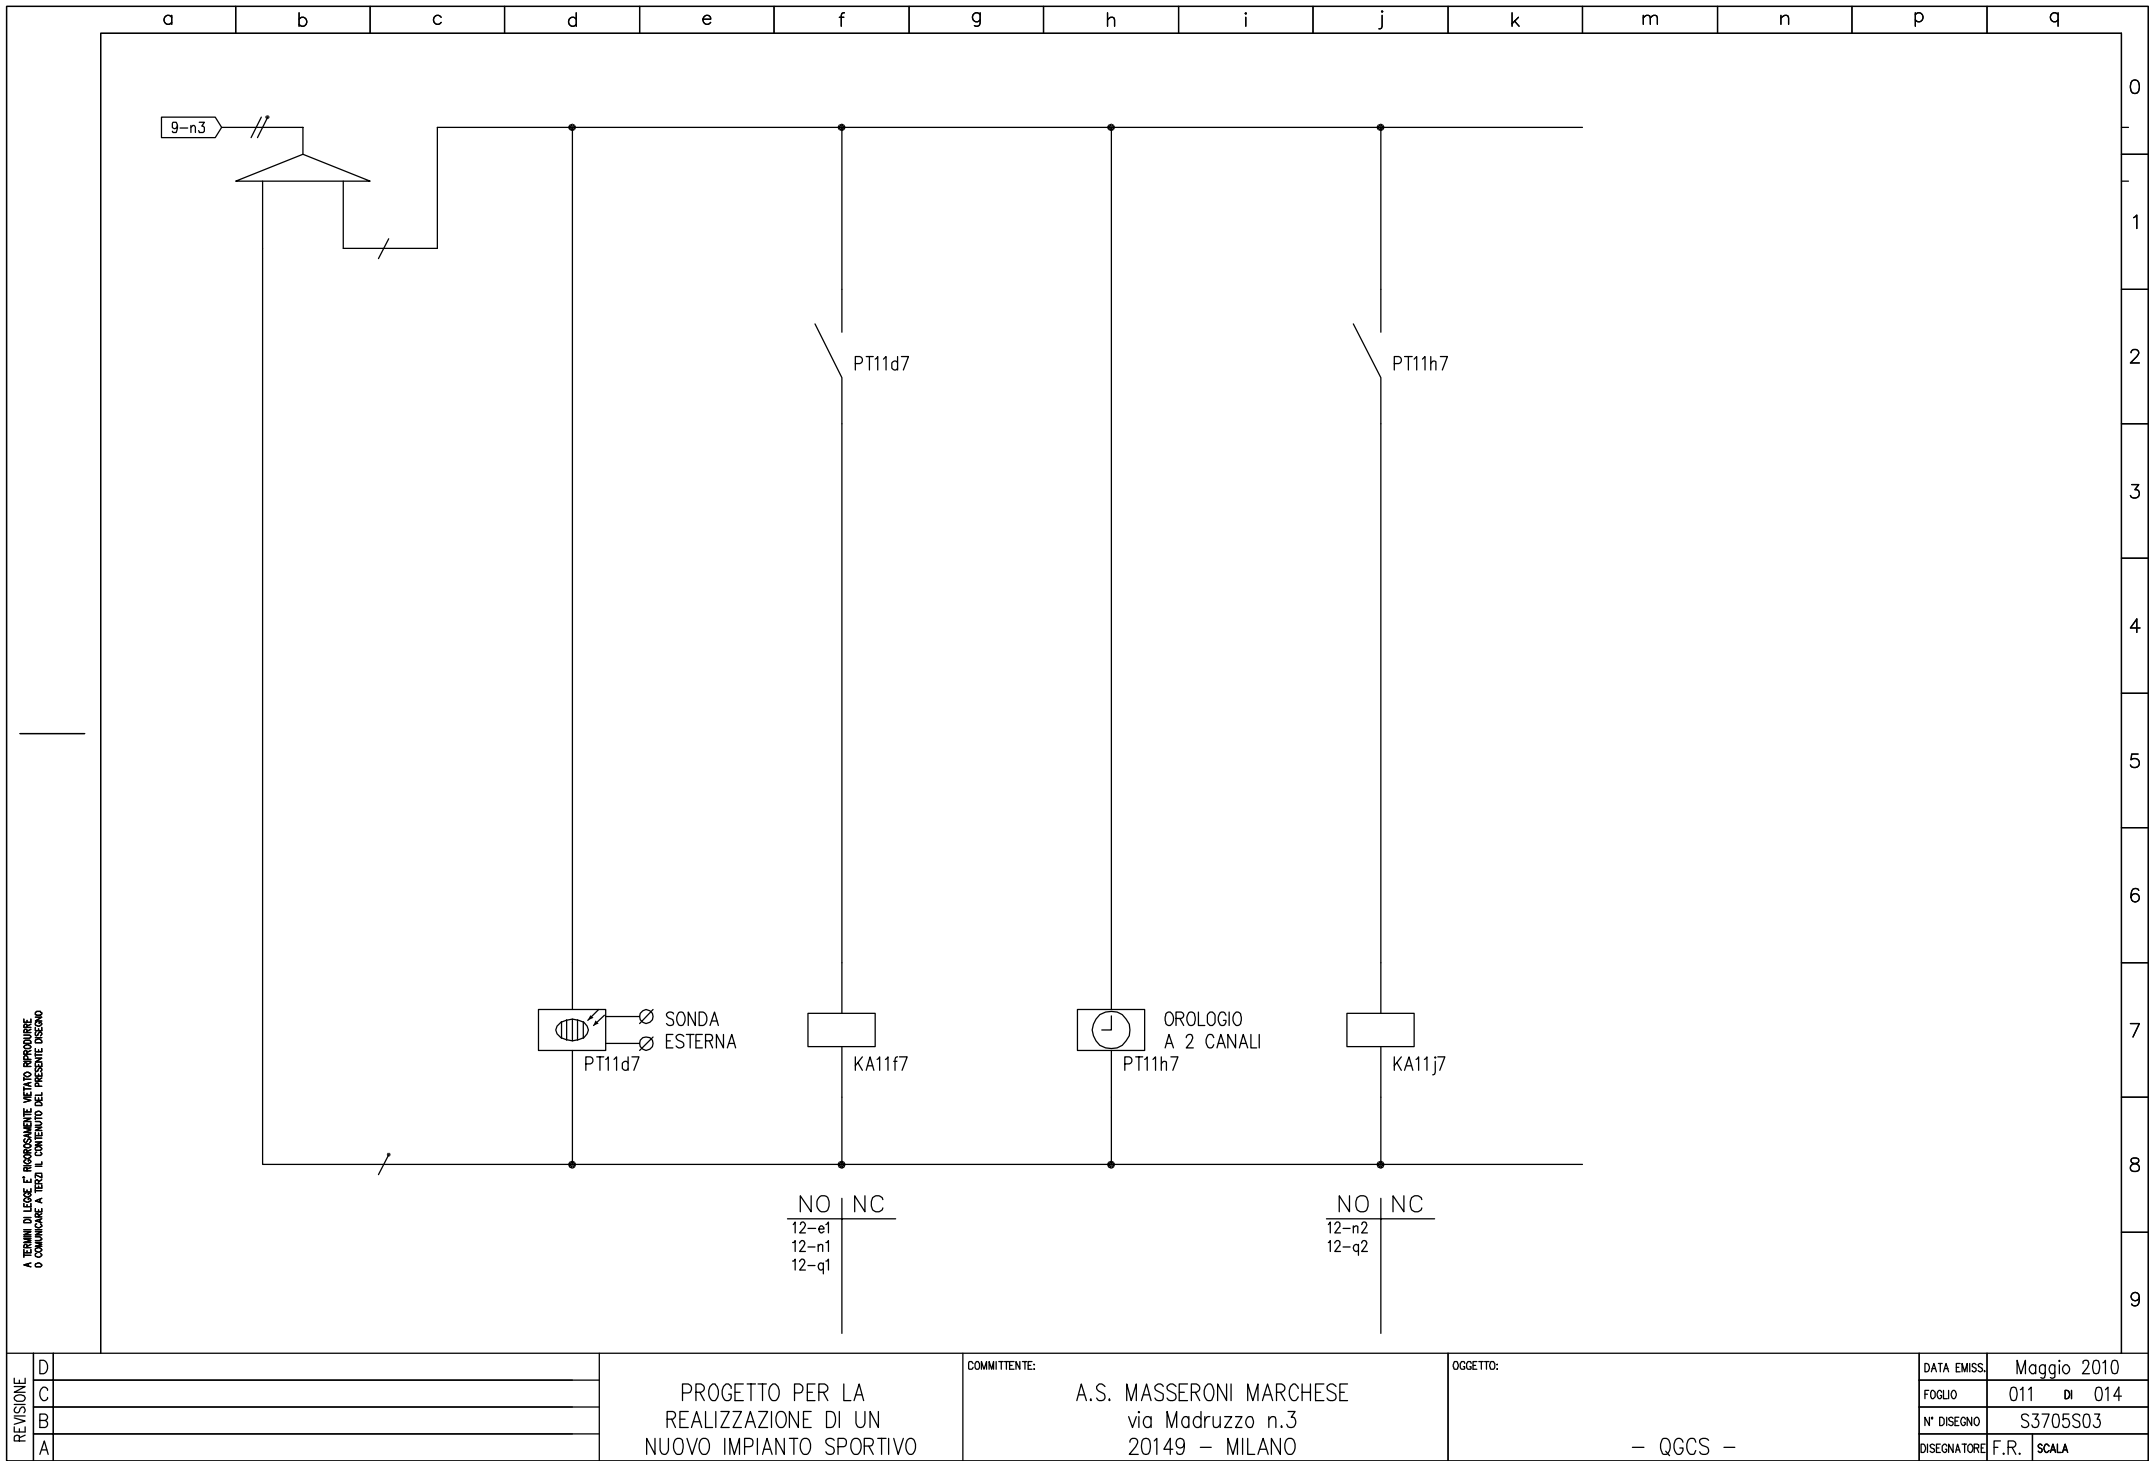 a b c d e f g h i j k m n p q
0
1
2
3
4
5
6
7
8
9
9-n3
PT11d7
PT11h7
SONDA
ESTERNA
PT11d7
KA11f7
OROLOGIO
A 2 CANALI
PT11h7
KA11j7
NO NC
12-e1
12-n1
12-q1
NO NC
12-n2
12-q2
A TERMINI DI LEGGE E' RIGOROSAMENTE VIETATO RIPRODURRE
O COMUNICARE A TERZI IL CONTENUTO DEL PRESENTE DISEGNO
REVISIONE
D
C
B
A
PROGETTO PER LA
REALIZZAZIONE DI UN
NUOVO IMPIANTO SPORTIVO
COMMITTENTE:
A.S. MASSERONI MARCHESE
via Madruzzo n.3
20149 - MILANO
OGGETTO:
- QGCS -
DATA EMISS. Maggio 2010
FOGLIO 011 DI 014
N° DISEGNO S3705S03
DISEGNATORE F.R. SCALA